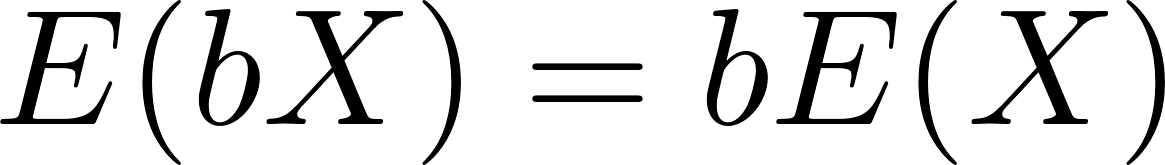 E(bX) = bE(X)